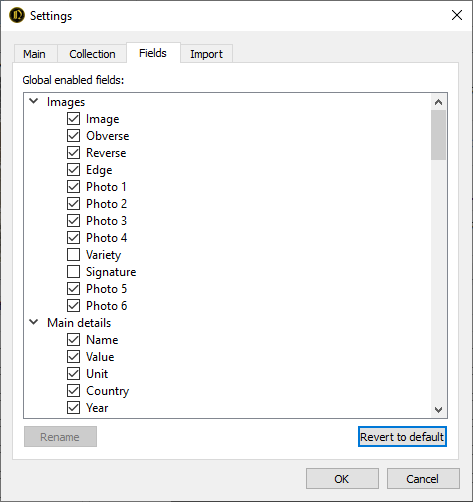 Settings
Main Collection Fields Import
Global enabled fields:
Images
Image
Obverse
Reverse
Edge
Photo 1
Photo 2
Photo 3
Photo 4
Variety
Signature
Photo 5
Photo 6
Main details
Name
Value
Unit
Country
Year
Rename Revert to default
OK Cancel